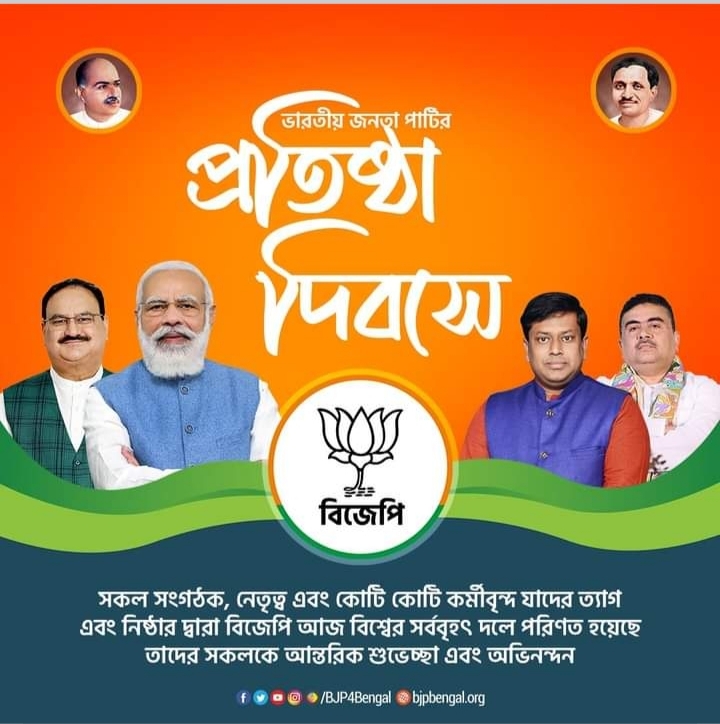 ভারতীয় জনতা পার্টির
প্রতিষ্ঠা
দিবসে
বিজেপি
সকল সংগঠক, নেতৃত্ব এবং কোটি কোটি কর্মীবৃন্দ যাদের ত্যাগ
এবং নিষ্ঠার দ্বারা বিজেপি আজ বিশ্বের সর্ববৃহৎ দলে পরিণত হয়েছে
তাদের সকলকে আন্তরিক শুভেচ্ছা এবং অভিনন্দন
/BJP4Bengal bjpbengal.org